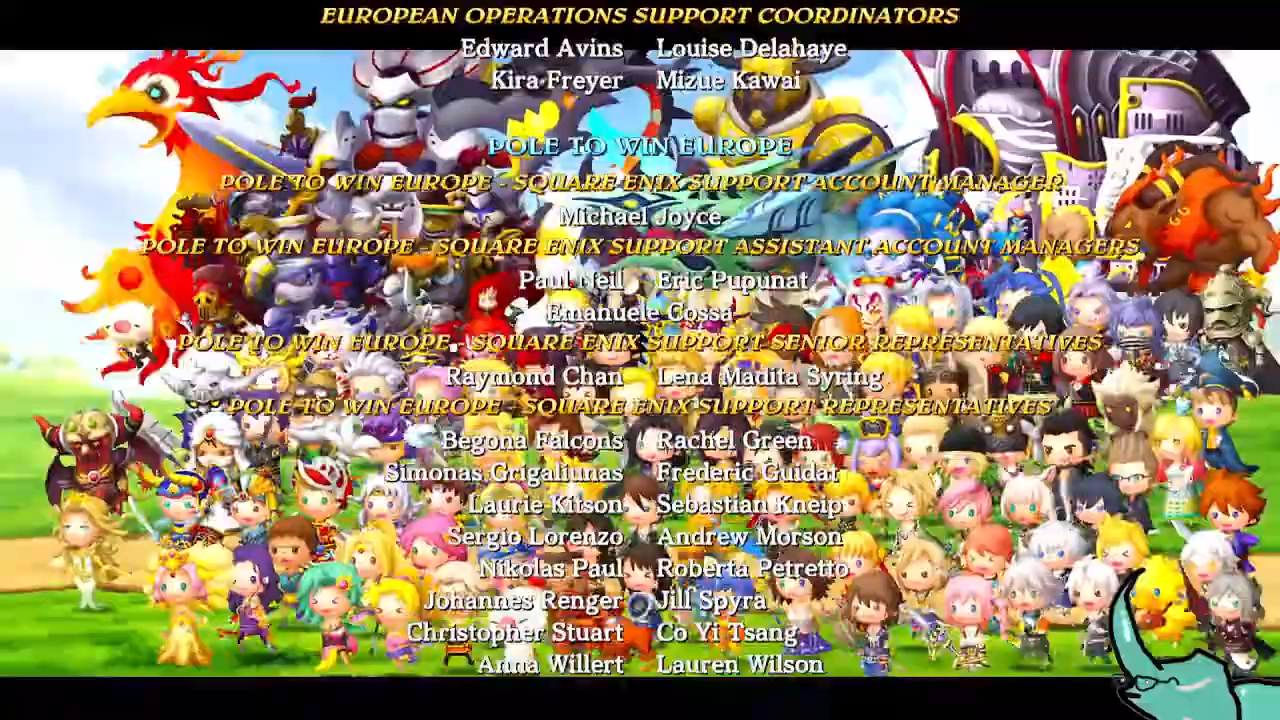 EUROPEAN OPERATIONS SUPPORT COORDINATORS
Edward Avins Louise Delahaye
Kira Freyer Mizue Kawai
POLE TO WIN EUROPE
POLE TO WIN EUROPE - SQUARE ENIX SUPPORT ACCOUNT MANAGER
Michael Joyce
POLE TO WIN EUROPE - SQUARE ENIX SUPPORT ASSISTANT ACCOUNT MANAGERS
Paul Neil Eric Pupunat
Emanuele Cossa
POLE TO WIN EUROPE - SQUARE ENIX SUPPORT SENIOR REPRESENTATIVES
Raymond Chan Lena Madita Syring
POLE TO WIN EUROPE - SQUARE ENIX SUPPORT REPRESENTATIVES
Begona Falcons Rachel Green
Simonas Grigaliunas Frederic Guidat
Laurie Kitson Sebastian Kneip
Sergio Lorenzo Andrew Morson
Nikolas Paul Roberta Petretto
Johannes Renger Jill Spyra
Christopher Stuart Co Yi Tsang
Anna Willert Lauren Wilson